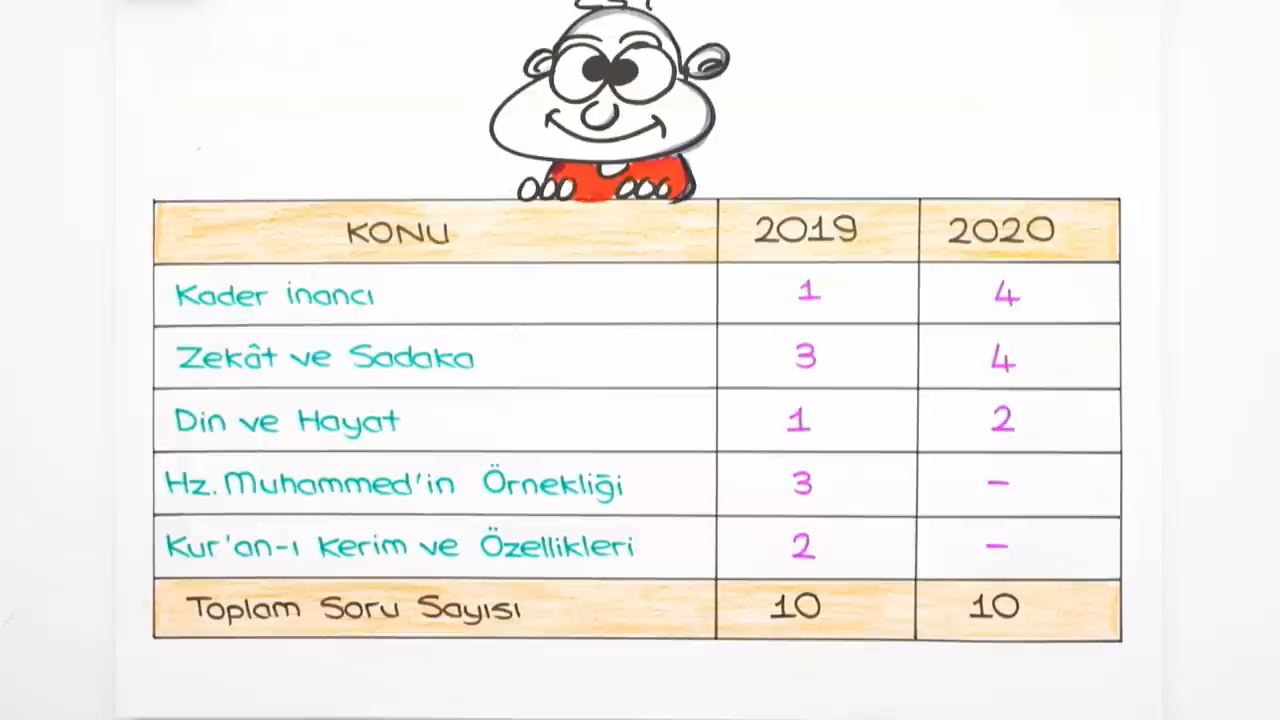 KONU 2019 2020
Kader inancı 1 4
Zekât ve Sadaka 3 4
Din ve Hayat 1 2
Hz. Muhammed'in Örnekliği 3 -
Kur'an-ı Kerim ve Özellikleri 2 -
Toplam Soru Sayısı 10 10